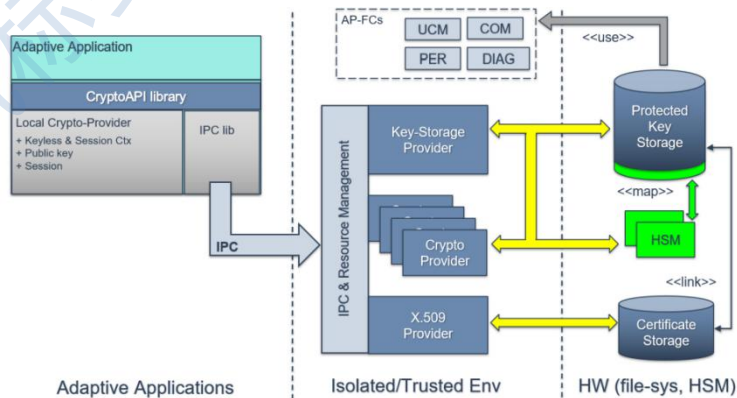 Adaptive Application
CryptoAPI library
Local Crypto-Provider
+ Keyless & Session Ctx
+ Public key
+ Session
IPC lib
IPC
AP-FCs
UCM
COM
PER
DIAG
<<use>>
IPC & Resource Management
Key-Storage
Provider
Crypto
Provider
X.509
Provider
Protected
Key
Storage
<<map>>
HSM
<<link>>
Certificate
Storage
Adaptive Applications
Isolated/Trusted Env
HW (file-sys, HSM)